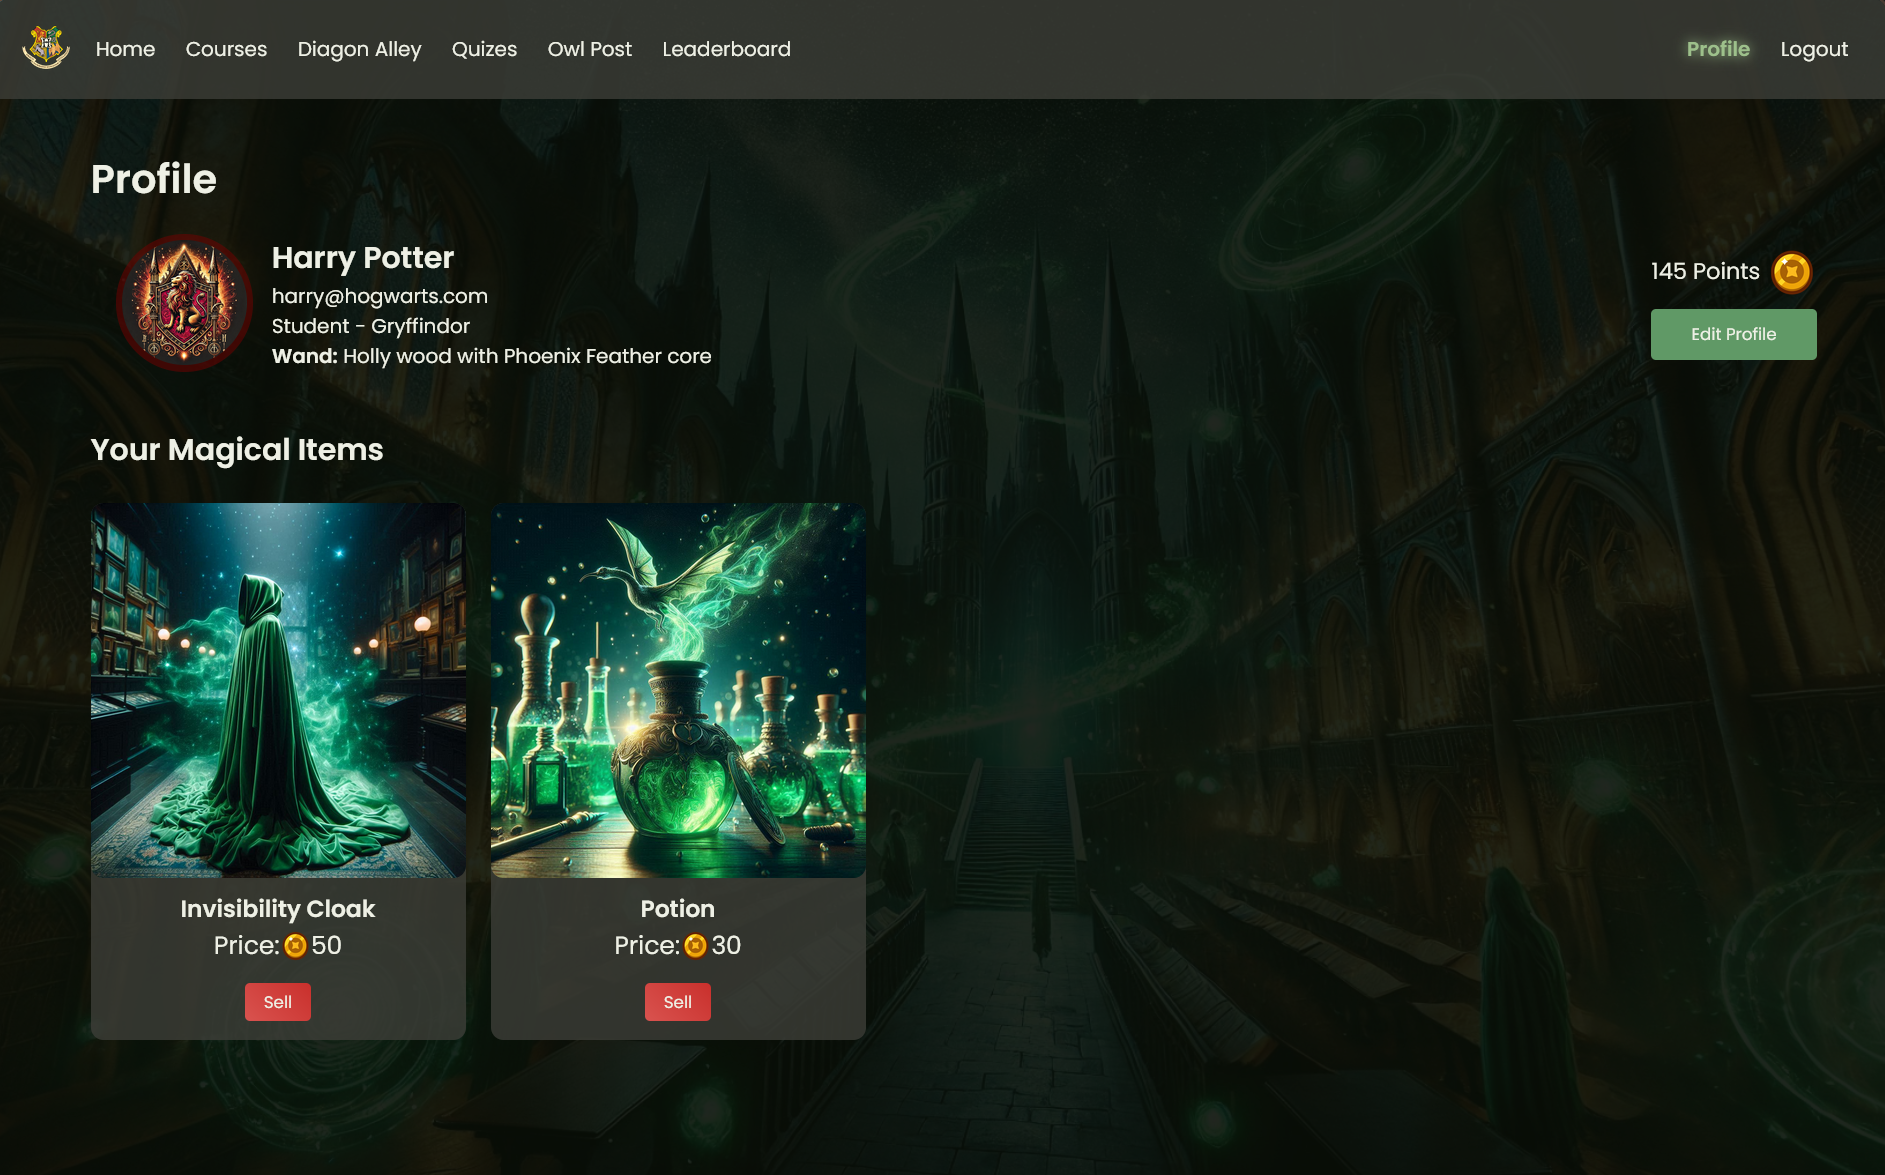 Home Courses Diagon Alley Quizes Owl Post Leaderboard Profile Logout
Profile
Harry Potter
harry@hogwarts.com
Student - Gryffindor
Wand: Holly wood with Phoenix Feather core
145 Points
Edit Profile
Your Magical Items
Invisibility Cloak
Price: 50
Sell
Potion
Price: 30
Sell